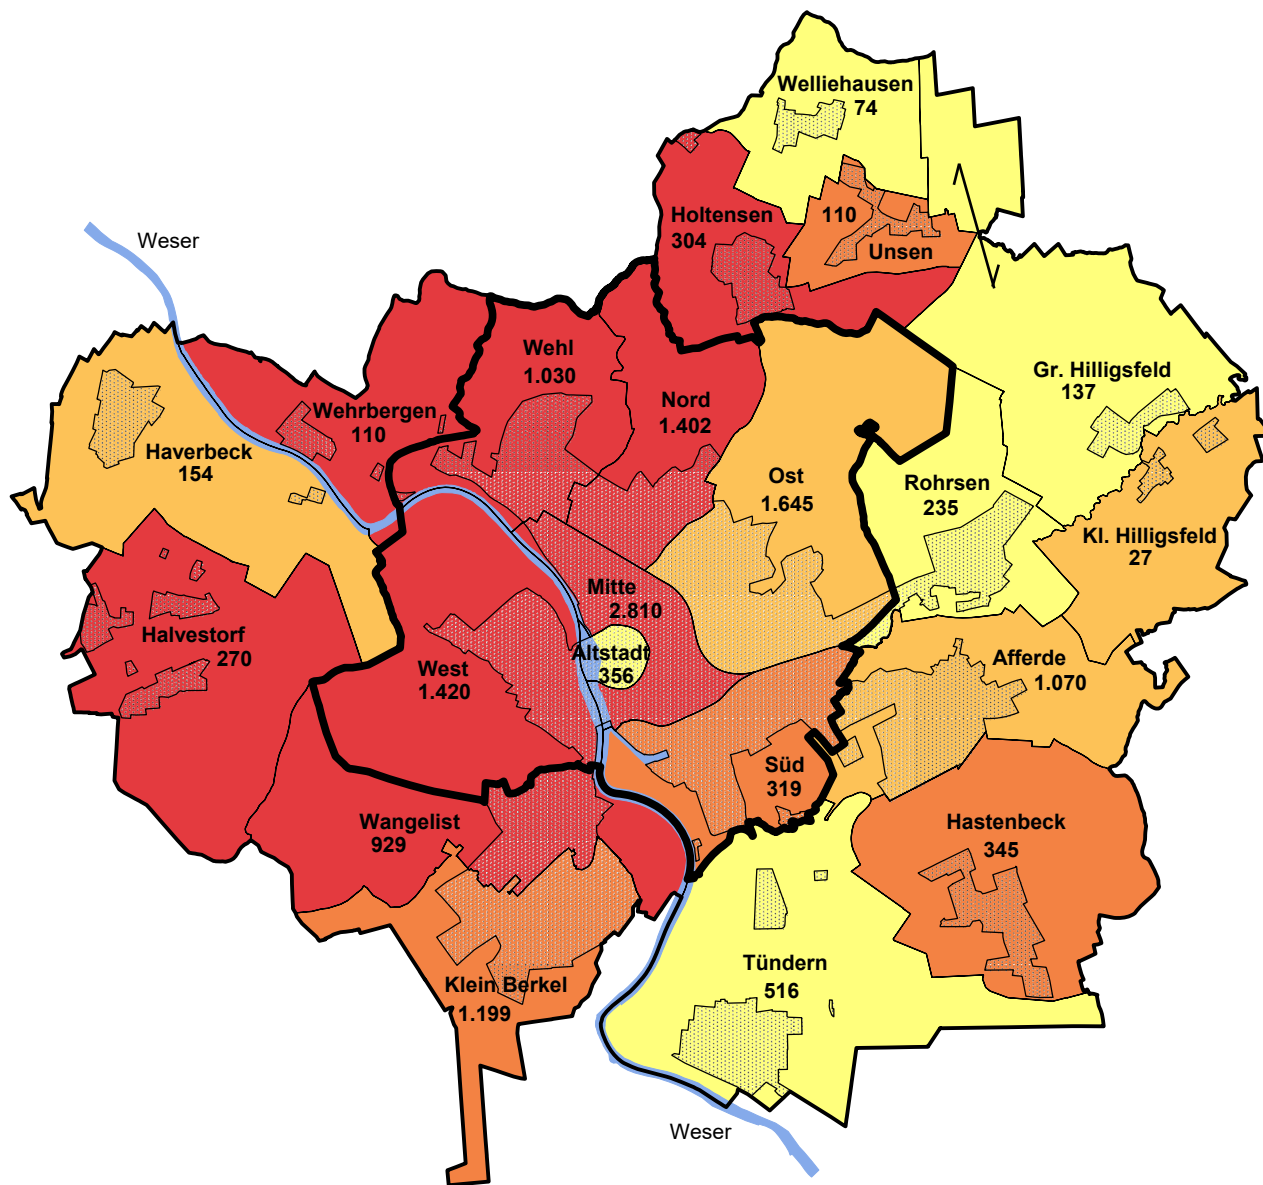 Welliehausen
74
Holtensen
304
110
Unsen
Weser
Wehl
1.030
Gr. Hilligsfeld
137
Nord
1.402
Wehrbergen
110
Haverbeck
154
Ost
1.645
Rohrsen
235
Kl. Hilligsfeld
27
Mitte
2.810
Halvestorf
270
Altstadt
356
West
1.420
Afferde
1.070
Süd
319
Wangelist
929
Hastenbeck
345
Tündern
516
Klein Berkel
1.199
Weser